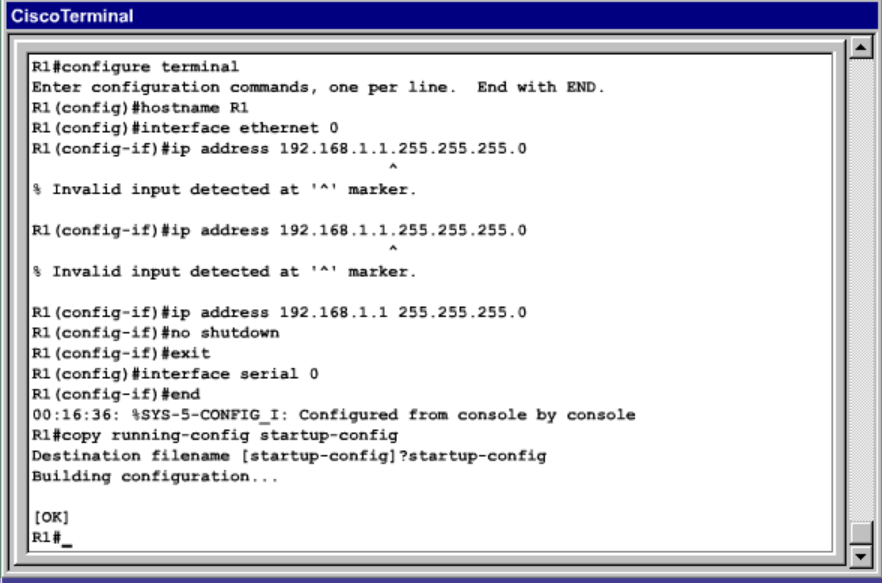 CiscoTerminal
R1#configure terminal
Enter configuration commands, one per line.  End with END.
R1(config)#hostname R1
R1(config)#interface ethernet 0
R1(config-if)#ip address 192.168.1.1.255.255.255.0
^
% Invalid input detected at '^' marker.
R1(config-if)#ip address 192.168.1.1.255.255.255.0
^
% Invalid input detected at '^' marker.
R1(config-if)#ip address 192.168.1.1 255.255.255.0
R1(config-if)#no shutdown
R1(config-if)#exit
R1(config)#interface serial 0
R1(config-if)#end
00:16:36: %SYS-5-CONFIG_I: Configured from console by console
R1#copy running-config startup-config
Destination filename [startup-config]?startup-config
Building configuration...
[OK]
R1#_